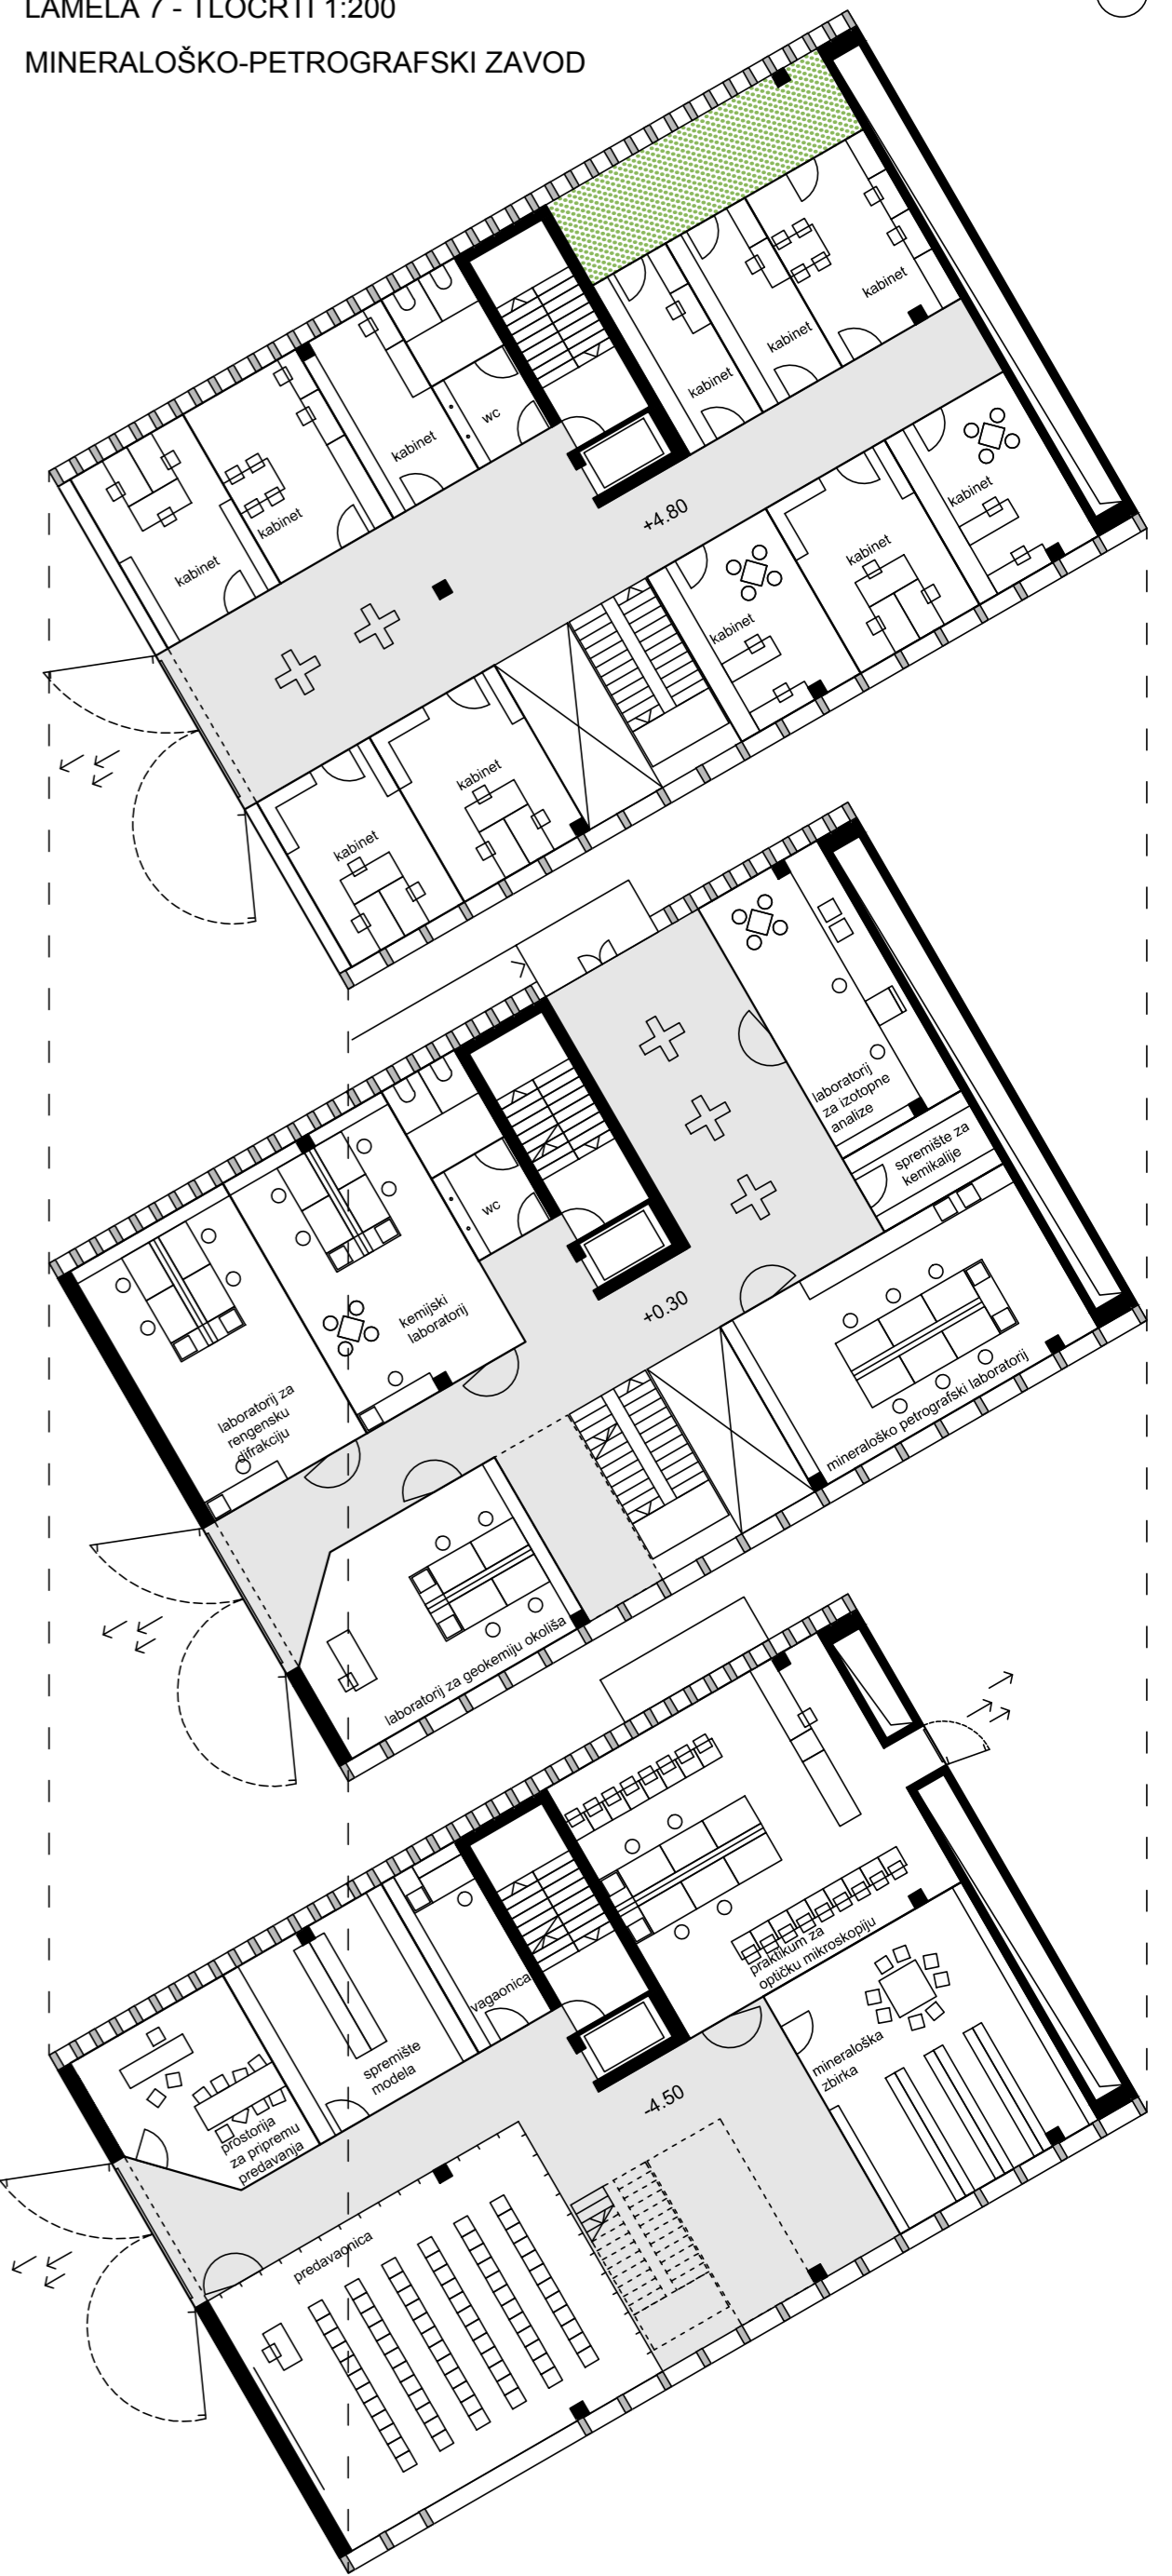 LAMELA 7 - TLOCRTI 1:200
MINERALOŠKO-PETROGRAFSKI ZAVOD
kabinet
kabinet
kabinet
wc
kabinet
kabinet
kabinet
+4.80
kabinet
kabinet
kabinet
kabinet
kabinet
laboratorij
za izotopne
analize
spremište za
kemikalije
wc
+0.30
kemijski
laboratorij
laboratorij za
rengensku
difrakciju
mineraloško petrografski laboratorij
laboratorij za geokemiju okoliša
praktikum za
optičku mikroskopiju
vagaonica
spremište
modela
mineraloška
zbirka
prostorija
za pripremu
predavanja
-4.50
predavaonica